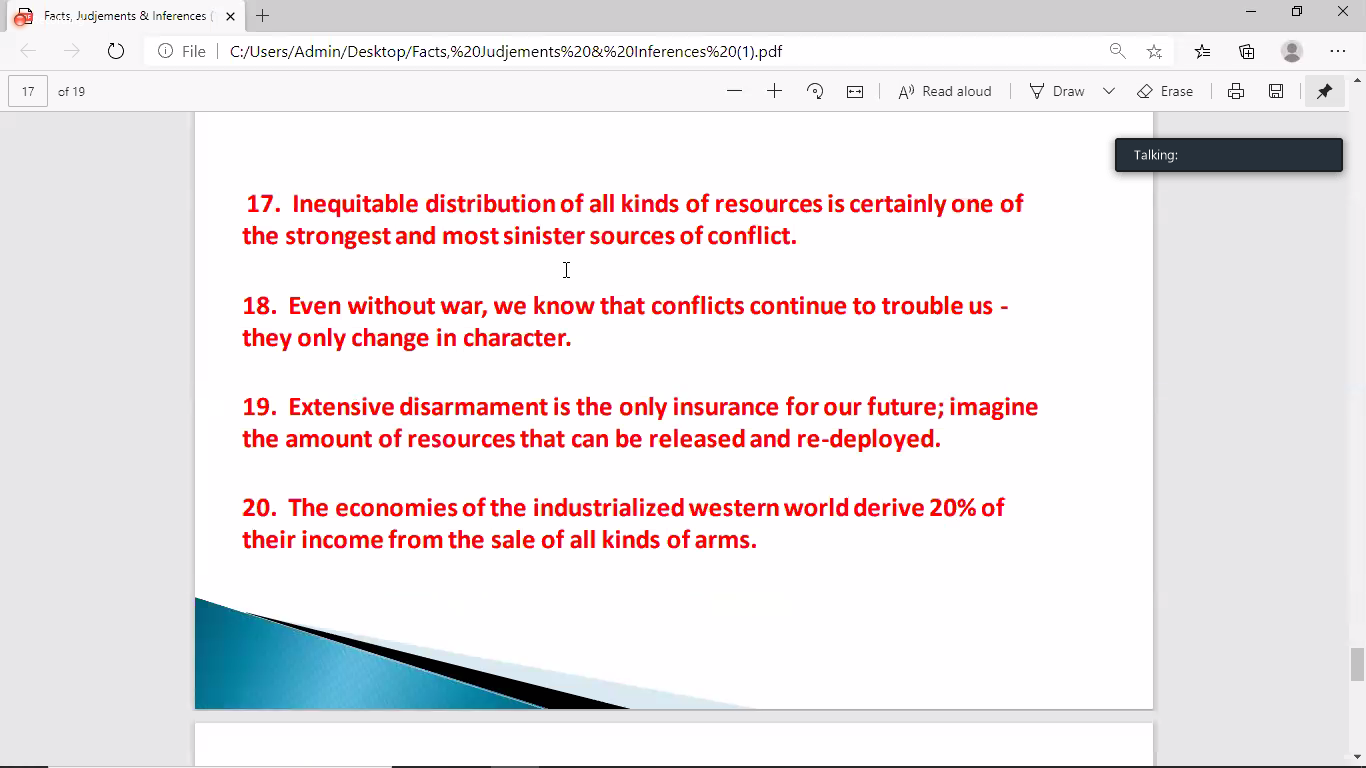 Facts, Judjements & Inferences (
File C:/Users/Admin/Desktop/Facts,%20Judjements%20&%20Inferences%20(1).pdf
17 of 19 Read aloud Draw Erase
Talking:
17. Inequitable distribution of all kinds of resources is certainly one of
the strongest and most sinister sources of conflict.
18. Even without war, we know that conflicts continue to trouble us -
they only change in character.
19. Extensive disarmament is the only insurance for our future; imagine
the amount of resources that can be released and re-deployed.
20. The economies of the industrialized western world derive 20% of
their income from the sale of all kinds of arms.